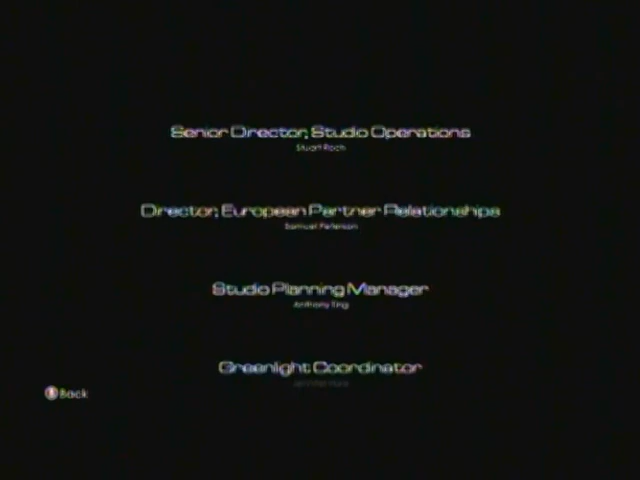 Senior Director, Studio Operations
Stuart Roch
Director, European Partner Relationships
Samuel Peterson
Studio Planning Manager
Anthony Ting
Greenlight Coordinator
Back